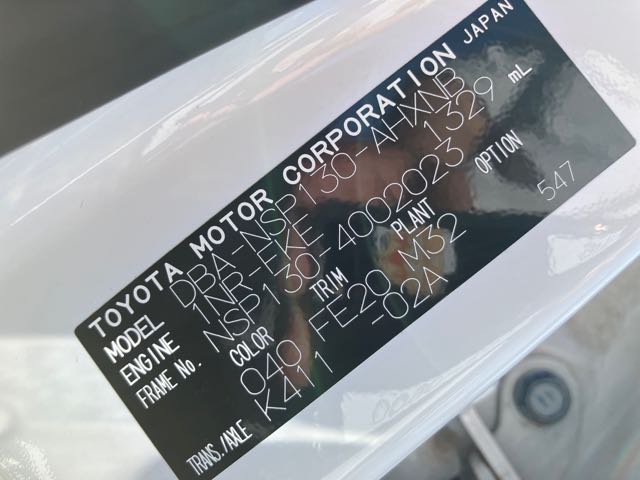 TOYOTA MOTOR CORPORATION JAPAN
MODEL DBA-NSP130-AHXNB
ENGINE 1NR-FKE 1329 mL
FRAME No. NSP130-4002023
COLOR TRIM PLANT OPTION
040 FE20 M32 547
TRANS./AXLE K411 -02A